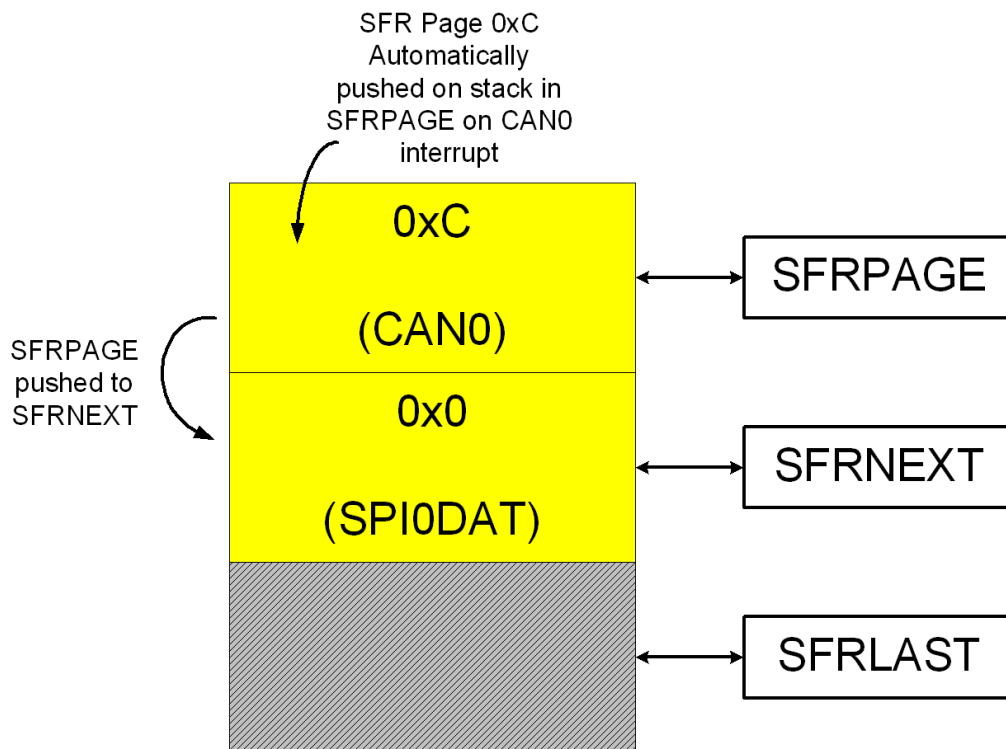 SFR Page 0xC
Automatically
pushed on stack in
SFRPAGE on CAN0
interrupt
0xC
(CAN0)
SFRPAGE
SFRPAGE
pushed to
SFRNEXT
0x0
(SPI0DAT)
SFRNEXT
SFRLAST